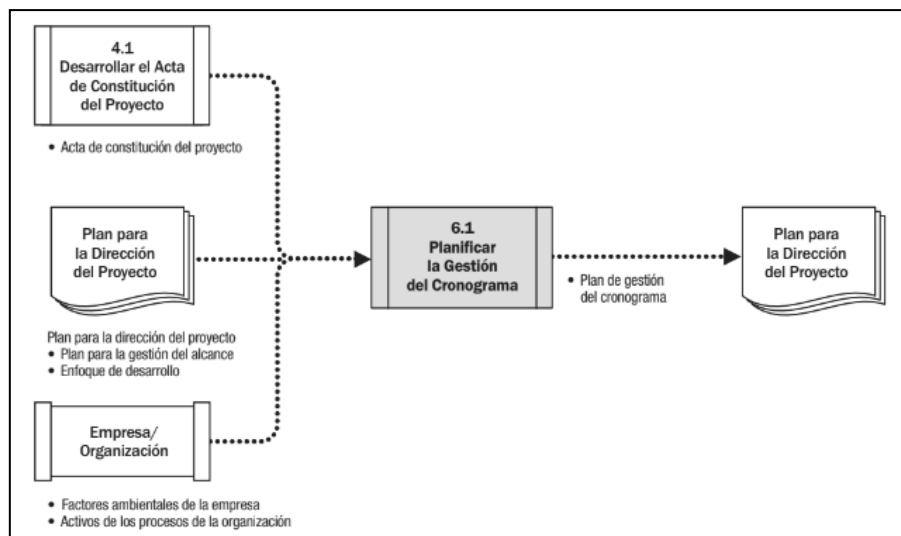 4.1
Desarrollar el Acta
de Constitución
del Proyecto
• Acta de constitución del proyecto
Plan para
la Dirección
del Proyecto
Plan para la dirección del proyecto
• Plan para la gestión del alcance
• Enfoque de desarrollo
Empresa/
Organización
• Factores ambientales de la empresa
• Activos de los procesos de la organización
6.1
Planificar
la Gestión
del Cronograma
• Plan de gestión
del cronograma
Plan para
la Dirección
del Proyecto